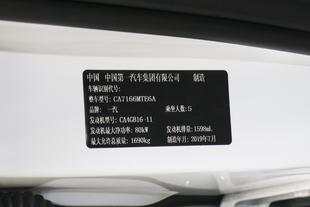 中国 中国第一汽车集团有限公司 制造
车辆识别代号:
整车型号: CA7166MTE6A
品牌: 一汽 乘坐人数: 5
发动机型号: CA4GB16-11
发动机最大净功率: 80kW 发动机排量: 1598mL
最大允许总质量: 1690kg 制造年月: 2019年7月